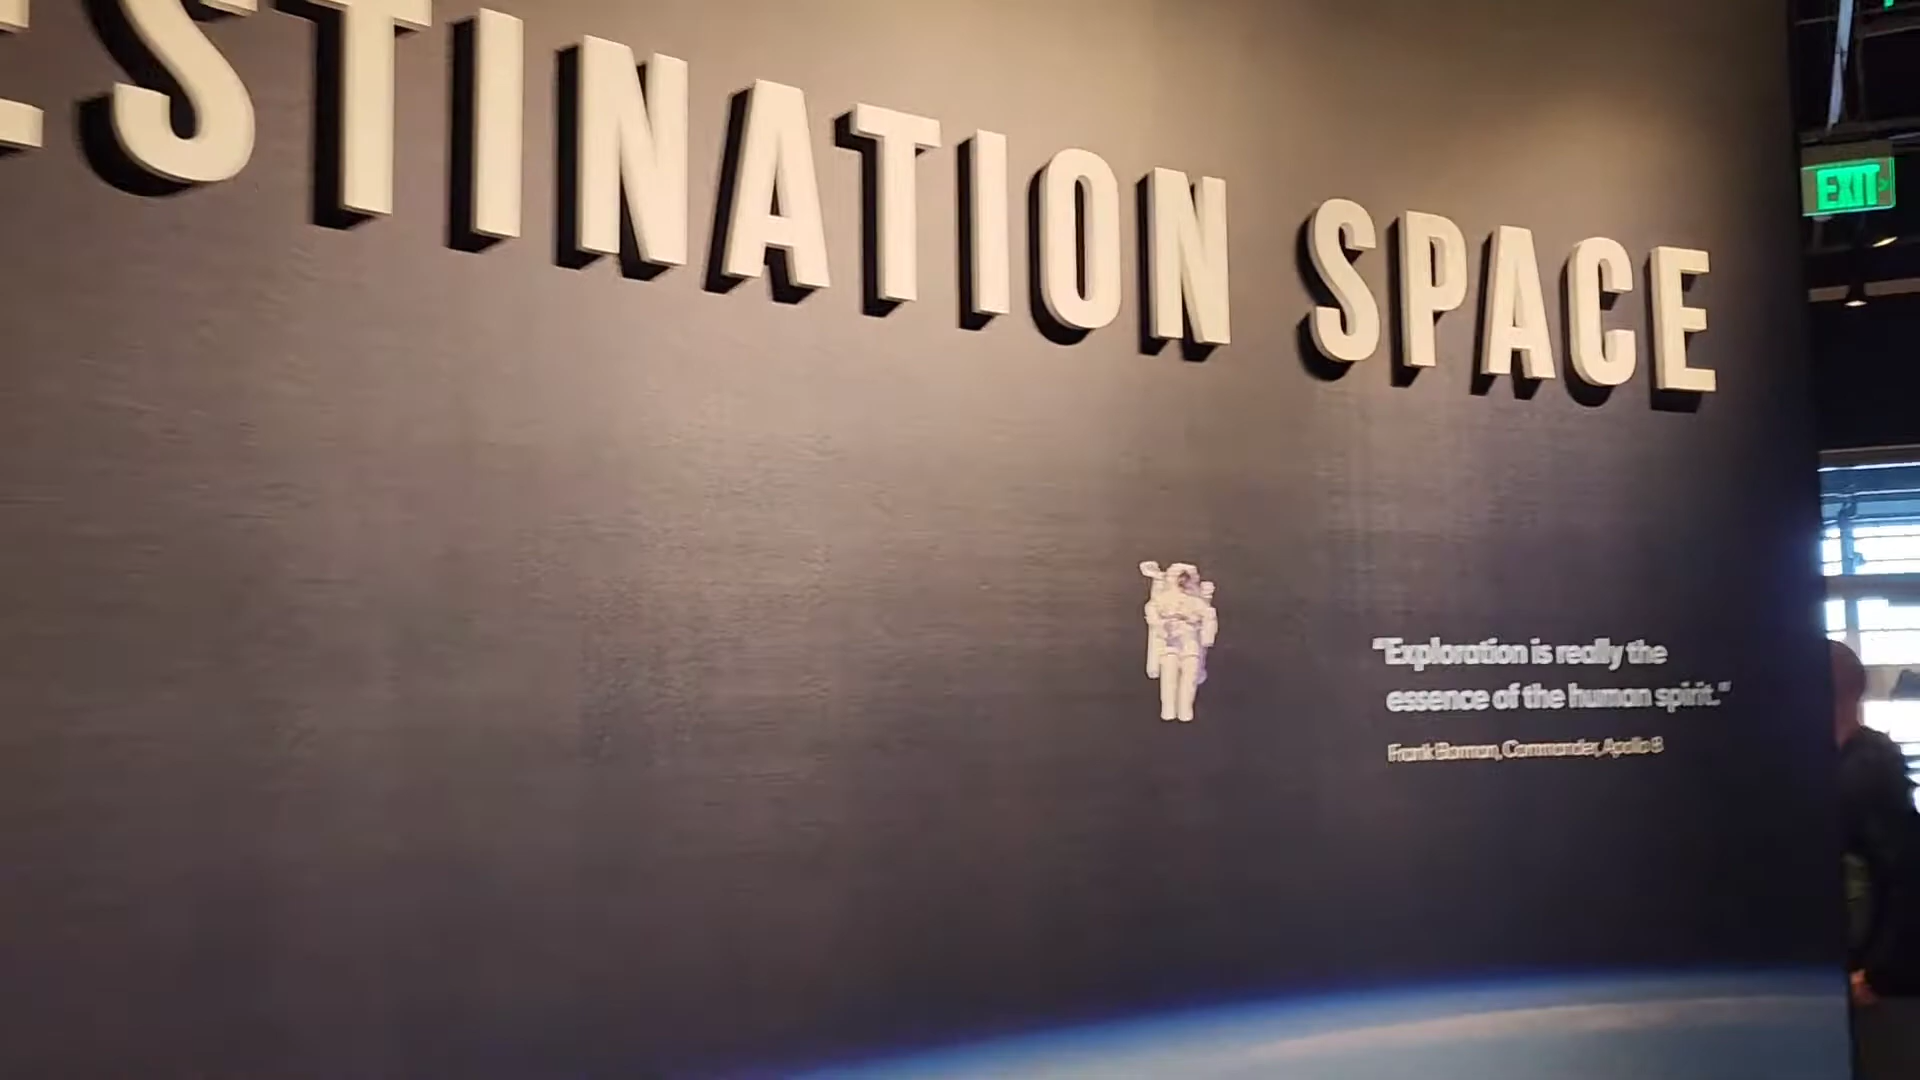 ESTINATION SPACE
EXIT
"Exploration is really the
essence of the human spirit."
Frank Borman, Commander, Apollo 8